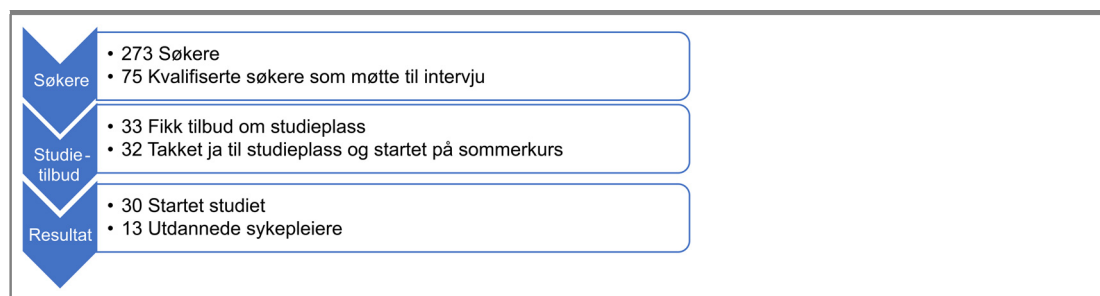 Søkere
• 273 Søkere
• 75 Kvalifiserte søkere som møtte til intervju
Studie-
tilbud
• 33 Fikk tilbud om studieplass
• 32 Takket ja til studieplass og startet på sommerkurs
Resultat
• 30 Startet studiet
• 13 Utdannede sykepleiere